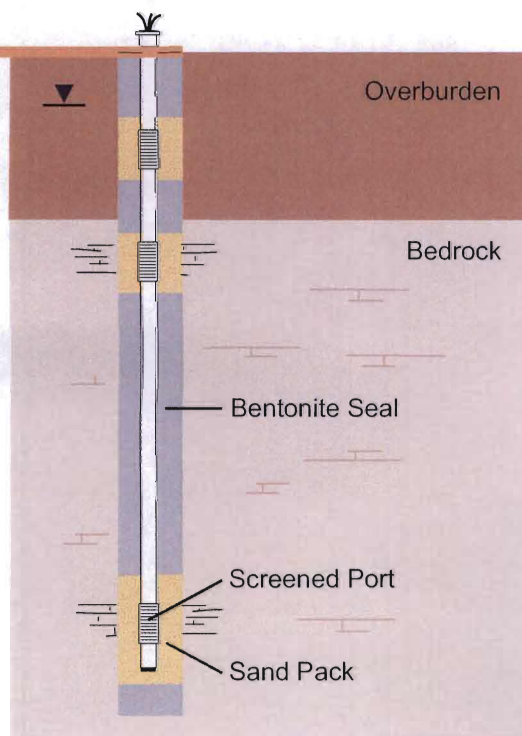 Overburden
Bedrock
Bentonite Seal
Screened Port
Sand Pack